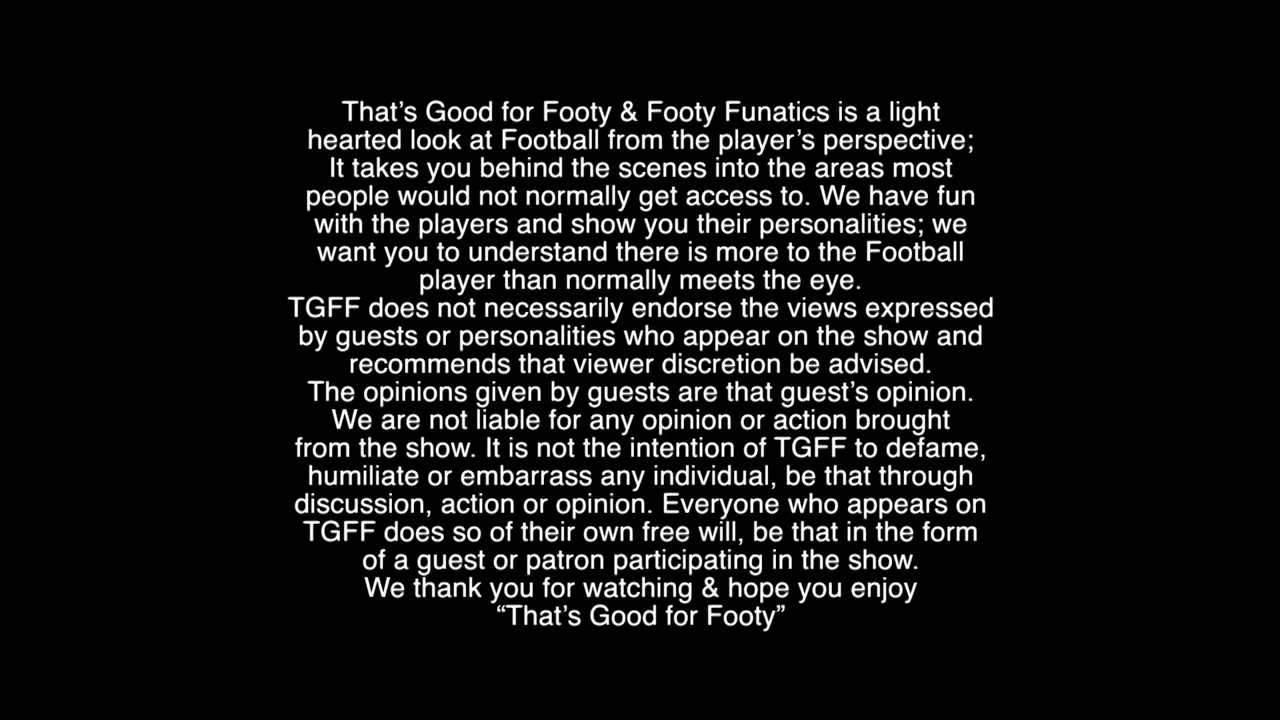 That’s Good for Footy & Footy Funatics is a light
hearted look at Football from the player’s perspective;
It takes you behind the scenes into the areas most
people would not normally get access to. We have fun
with the players and show you their personalities; we
want you to understand there is more to the Football
player than normally meets the eye.
TGFF does not necessarily endorse the views expressed
by guests or personalities who appear on the show and
recommends that viewer discretion be advised.
The opinions given by guests are that guest’s opinion.
We are not liable for any opinion or action brought
from the show. It is not the intention of TGFF to defame,
humiliate or embarrass any individual, be that through
discussion, action or opinion. Everyone who appears on
TGFF does so of their own free will, be that in the form
of a guest or patron participating in the show.
We thank you for watching & hope you enjoy
“That’s Good for Footy”